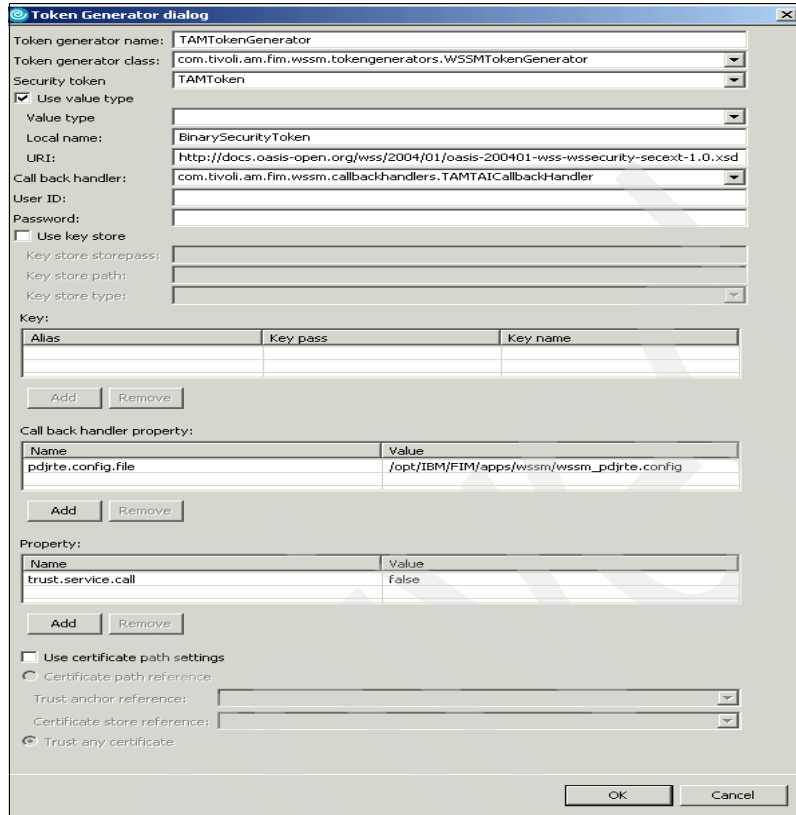 Token Generator dialog
Token generator name: TAMTokenGenerator
Token generator class: com.tivoli.am.fim.wssm.tokengenerators.WSSMTokenGenerator
Security token TAMToken
Use value type
Value type
Local name: BinarySecurityToken
URI: http://docs.oasis-open.org/wss/2004/01/oasis-200401-wss-wssecurity-secext-1.0.xsd
Call back handler: com.tivoli.am.fim.wssm.callbackhandlers.TAMTAICallbackHandler
User ID:
Password:
Use key store
Key store storepass:
Key store path:
Key store type:
Key:
Alias Key pass Key name
Add Remove
Call back handler property:
Name Value
pdjrte.config.file /opt/IBM/FIM/apps/wssm/wssm_pdjrte.config
Add Remove
Property:
Name Value
trust.service.call false
Add Remove
Use certificate path settings
Certificate path reference
Trust anchor reference:
Certificate store reference:
Trust any certificate
OK Cancel